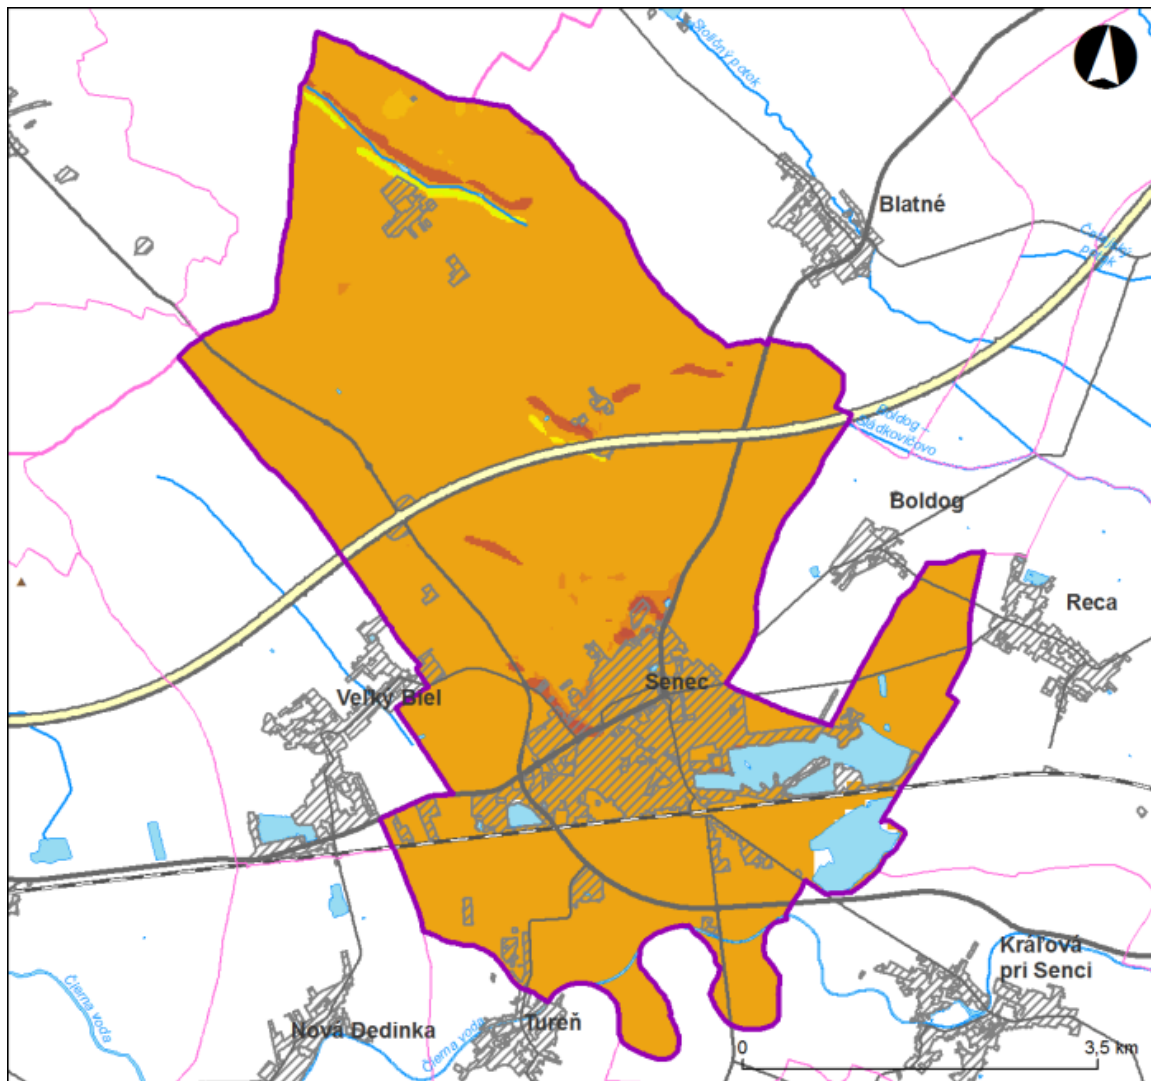 Stoličný potok
Blatné
Čatajský
potok
Boldog –
Sládkovičovo
Boldog
Reca
Senec
Veľký Biel
Kráľová
pri Senci
Čierna voda
Nová Dedinka
Čierna voda
Tureň
0
3,5 km